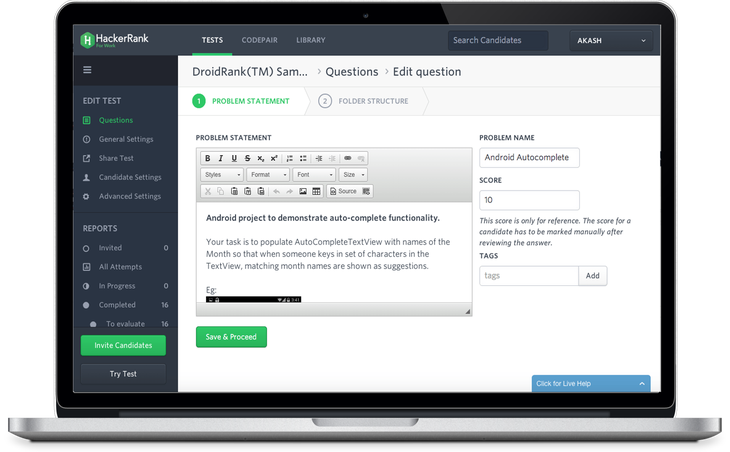 HackerRank
For Work
TESTS
CODEPAIR
LIBRARY
Search Candidates
AKASH
DroidRank(TM) Sam... › Questions › Edit question
1 PROBLEM STATEMENT
2 FOLDER STRUCTURE
EDIT TEST
Questions
General Settings
Share Test
Candidate Settings
Advanced Settings
REPORTS
Invited 0
All Attempts
In Progress 0
Completed 16
To evaluate 16
Invite Candidates
Try Test
PROBLEM STATEMENT
B I U S x₂ x²
Styles Format Font Size
Source
Android project to demonstrate auto-complete functionality.
Your task is to populate AutoCompleteTextView with names of the
Month so that when someone keys in set of characters in the
TextView, matching month names are shown as suggestions.
Eg:
Save & Proceed
PROBLEM NAME
Android Autocomplete
SCORE
10
This score is only for reference. The score for a
candidate has to be marked manually after
reviewing the answer.
TAGS
tags
Add
Click for Live Help